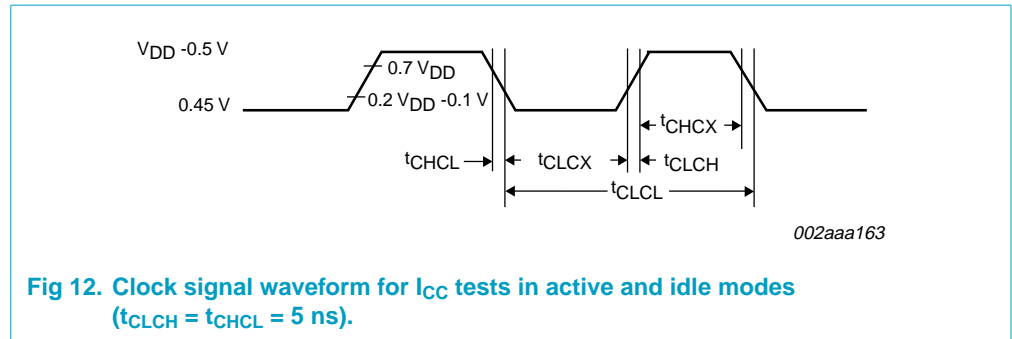 VDD -0.5 V
0.7 VDD
0.2 VDD -0.1 V
0.45 V
tCHCX
tCHCL
tCLCX
tCLCH
tCLCL
002aaa163
Fig 12. Clock signal waveform for ICC tests in active and idle modes
(tCLCH = tCHCL = 5 ns).